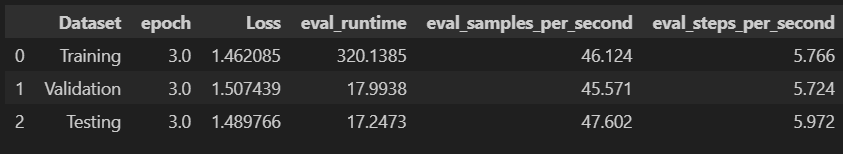 Dataset epoch Loss eval_runtime eval_samples_per_second eval_steps_per_second
0 Training 3.0 1.462085 320.1385 46.124 5.766
1 Validation 3.0 1.507439 17.9938 45.571 5.724
2 Testing 3.0 1.489766 17.2473 47.602 5.972